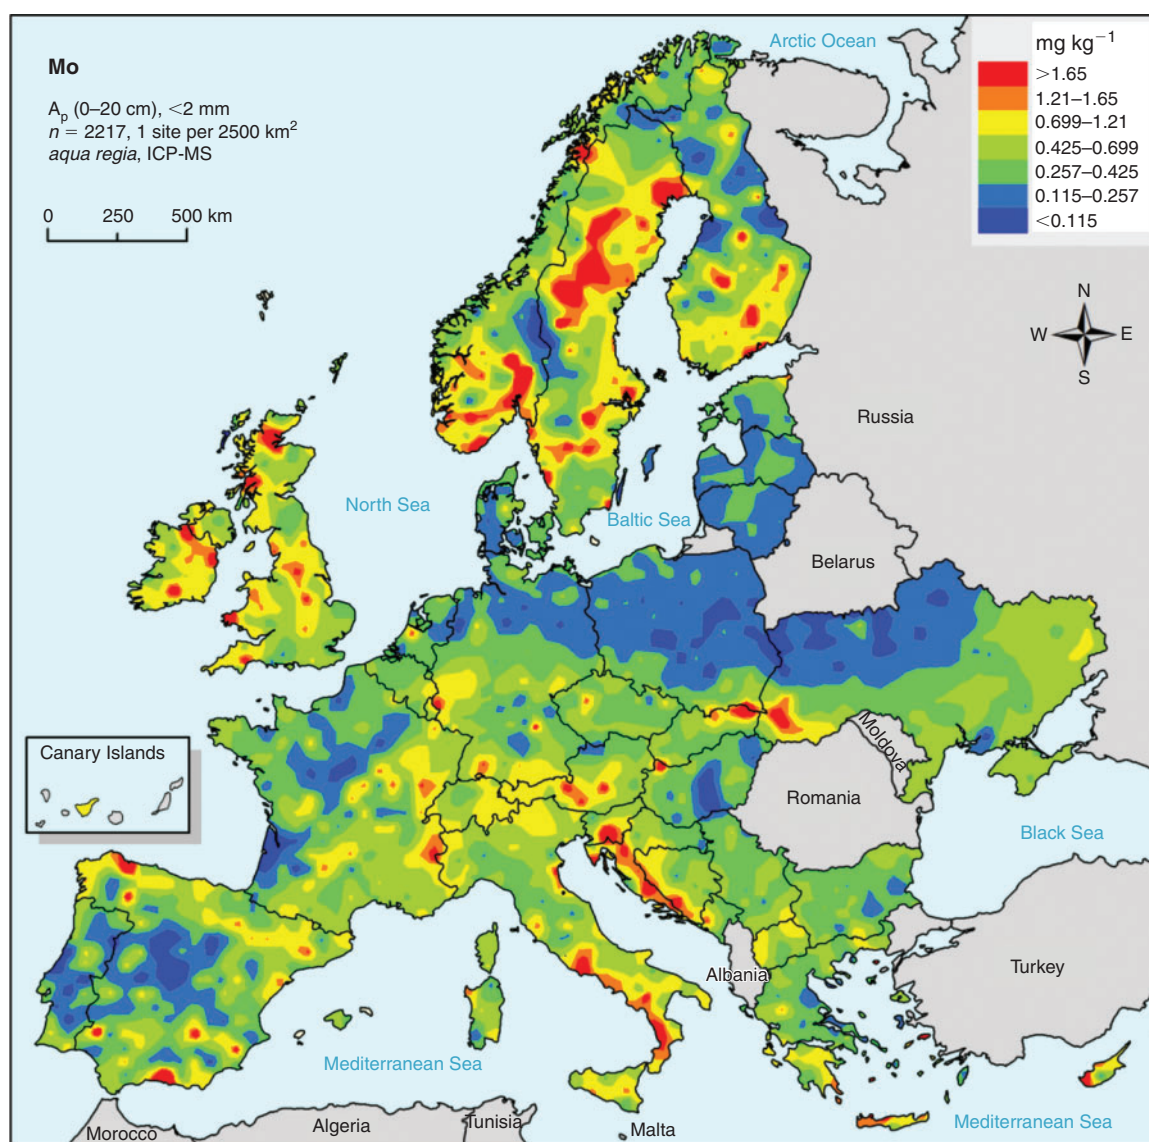 Mo
Aₚ (0–20 cm), <2 mm
n = 2217, 1 site per 2500 km²
aqua regia, ICP-MS
0 250 500 km
Arctic Ocean
mg kg⁻¹
>1.65
1.21–1.65
0.699–1.21
0.425–0.699
0.257–0.425
0.115–0.257
<0.115
N
W E
S
Russia
North Sea
Baltic Sea
Belarus
Canary Islands
Moldova
Romania
Black Sea
Albania
Turkey
Mediterranean Sea
Morocco
Algeria
Tunisia
Malta
Mediterranean Sea